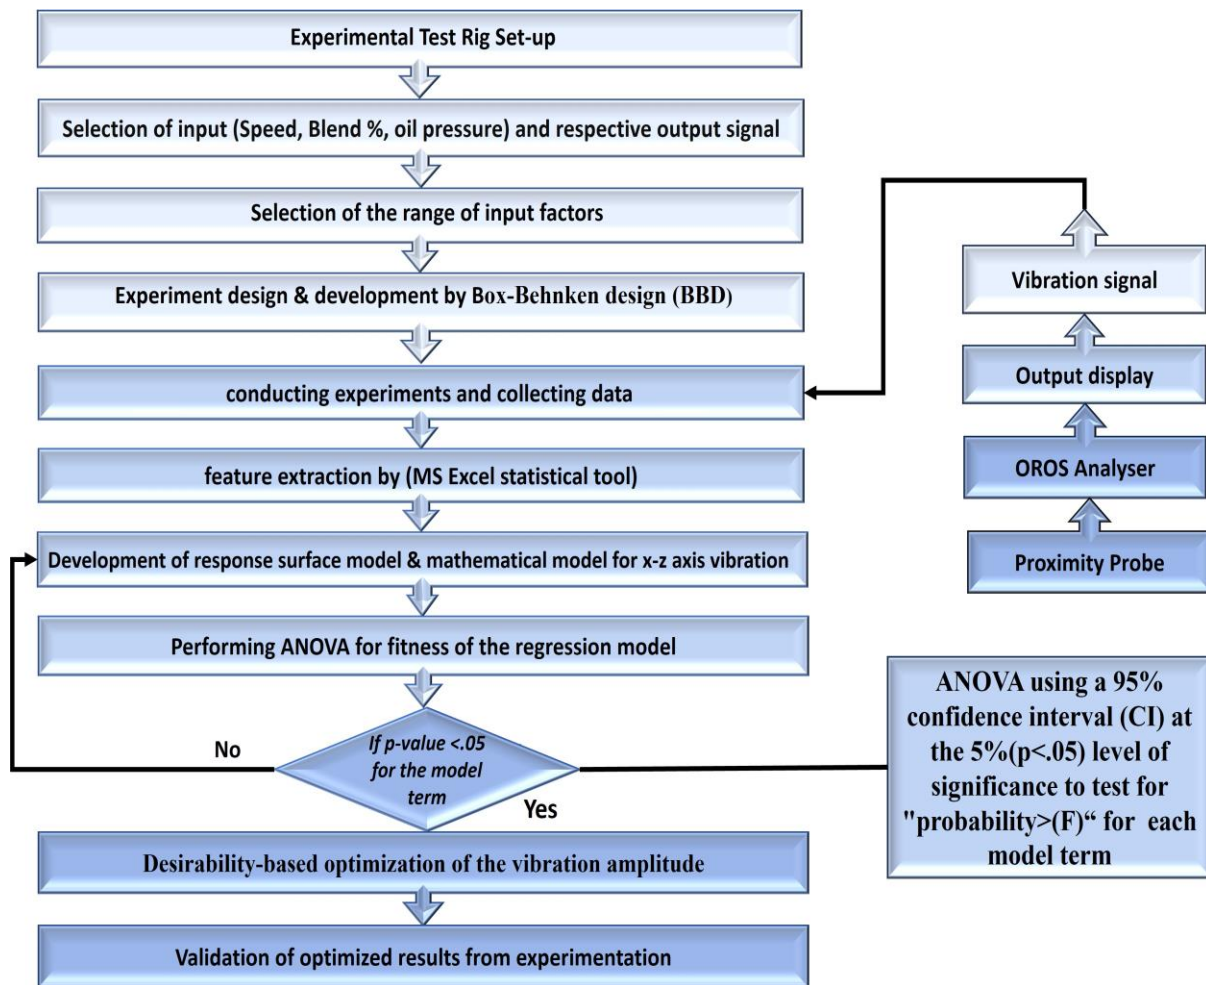 Experimental Test Rig Set-up
Selection of input (Speed, Blend %, oil pressure) and respective output signal
Selection of the range of input factors
Experiment design & development by Box-Behnken design (BBD)
conducting experiments and collecting data
feature extraction by (MS Excel statistical tool)
Development of response surface model & mathematical model for x-z axis vibration
Performing ANOVA for fitness of the regression model
If p-value <.05
for the model
term
No
Yes
Desirability-based optimization of the vibration amplitude
Validation of optimized results from experimentation
Vibration signal
Output display
OROS Analyser
Proximity Probe
ANOVA using a 95%
confidence interval (CI) at
the 5%(p<.05) level of
significance to test for
"probability>(F)“ for each
model term